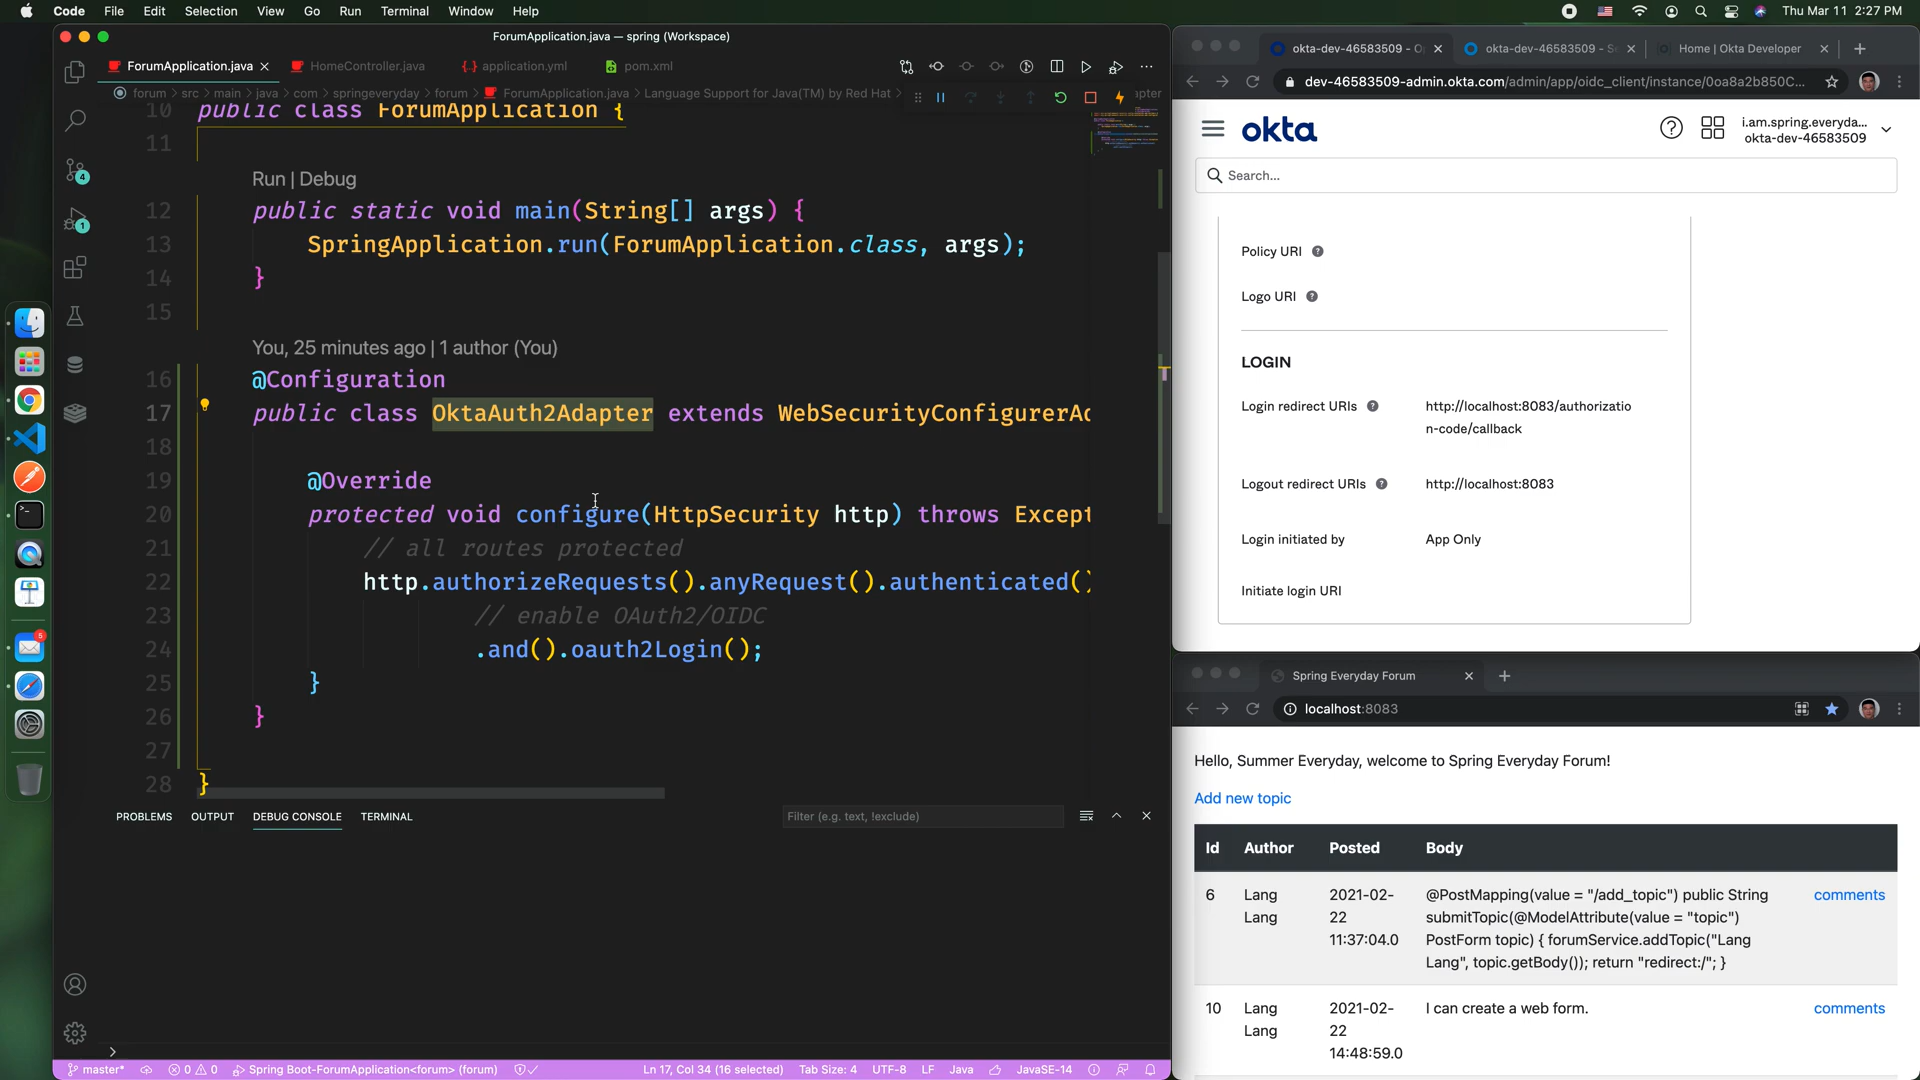 Code File Edit Selection View Go Run Terminal Window Help
Thu Mar 11 2:27 PM
ForumApplication.java — spring (Workspace)
ForumApplication.java HomeController.java application.yml pom.xml
forum > src > main > java > com > springeveryday > forum > ForumApplication.java > Language Support for Java(TM) by Red Hat >
10 public class ForumApplication {
11
Run | Debug
12 public static void main(String[] args) {
13 SpringApplication.run(ForumApplication.class, args);
14 }
15
You, 25 minutes ago | 1 author (You)
16 @Configuration
17 public class OktaAuth2Adapter extends WebSecurityConfigurerAd
18
19 @Override
20 protected void configure(HttpSecurity http) throws Except
21 // all routes protected
22 http.authorizeRequests().anyRequest().authenticated()
23 // enable OAuth2/OIDC
24 .and().oauth2Login();
25 }
26 }
27
28 }
4
1
5
PROBLEMS OUTPUT DEBUG CONSOLE TERMINAL
Filter (e.g. text, !exclude)
master* 0 0 Spring Boot-ForumApplication<forum> (forum)
Ln 17, Col 34 (16 selected) Tab Size: 4 UTF-8 LF Java JavaSE-14
okta-dev-46583509 - O okta-dev-46583509 - S Home | Okta Developer
dev-46583509-admin.okta.com/admin/app/oidc_client/instance/0oa8a2b850C...
okta
i.am.spring.everyda...
okta-dev-46583509
Search...
Policy URI
Logo URI
LOGIN
Login redirect URIs http://localhost:8083/authorizatio
n-code/callback
Logout redirect URIs http://localhost:8083
Login initiated by App Only
Initiate login URI
Spring Everyday Forum
localhost:8083
Hello, Summer Everyday, welcome to Spring Everyday Forum!
Add new topic
Id Author Posted Body
6 Lang 2021-02- @PostMapping(value = "/add_topic") public String comments
Lang 22 submitTopic(@ModelAttribute(value = "topic")
11:37:04.0 PostForm topic) { forumService.addTopic("Lang
Lang", topic.getBody()); return "redirect:/"; }
10 Lang 2021-02- I can create a web form. comments
Lang 22
14:48:59.0